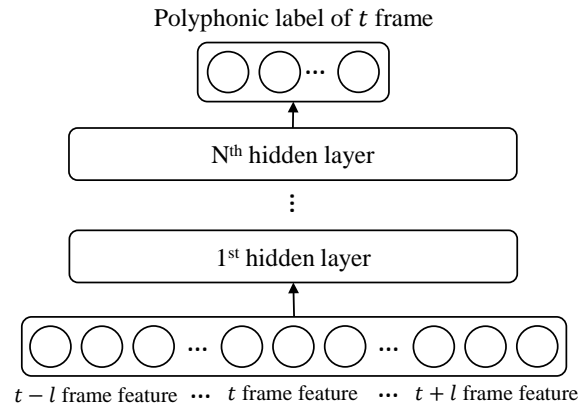 Polyphonic label of t frame
...
Nth hidden layer
⋮
1st hidden layer
... ...
t − l frame feature ... t frame feature ... t + l frame feature